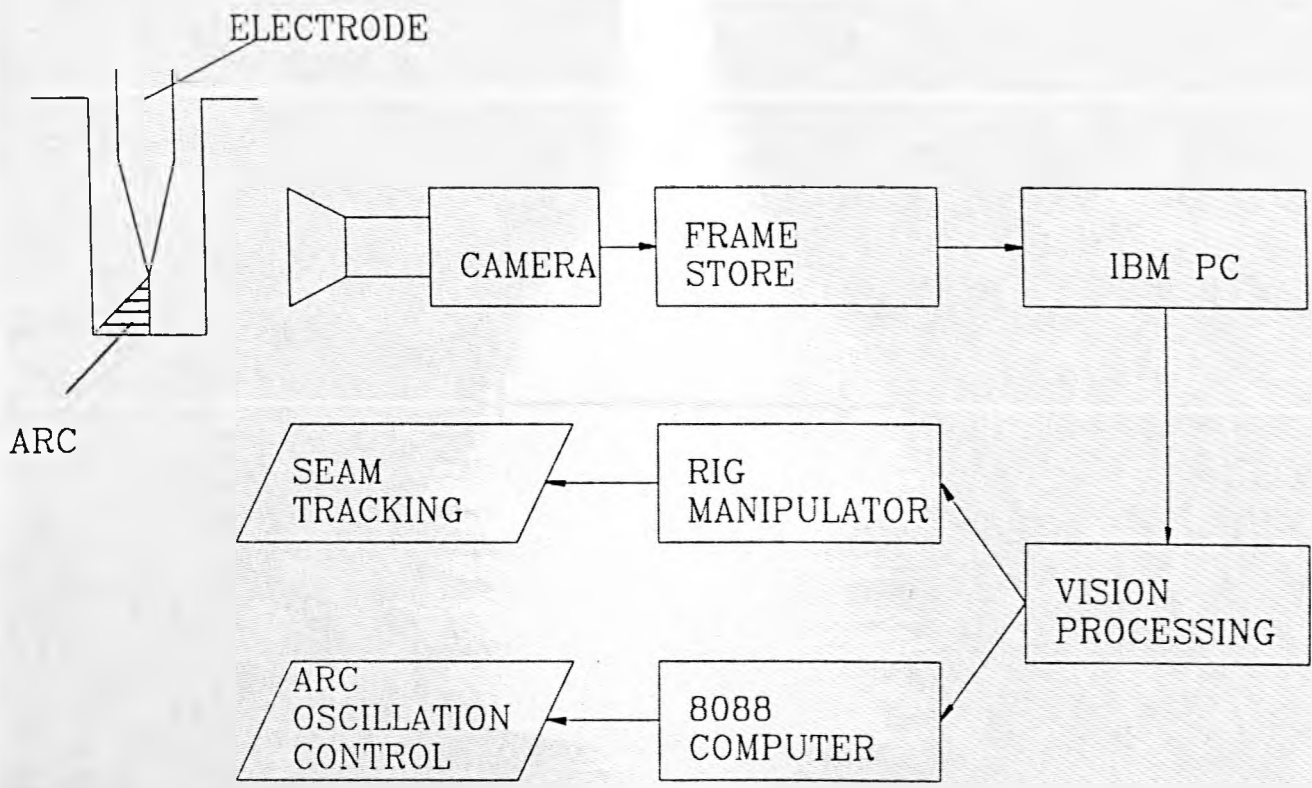 ELECTRODE
ARC
CAMERA
FRAME
STORE
IBM PC
SEAM
TRACKING
RIG
MANIPULATOR
VISION
PROCESSING
ARC
OSCILLATION
CONTROL
8088
COMPUTER